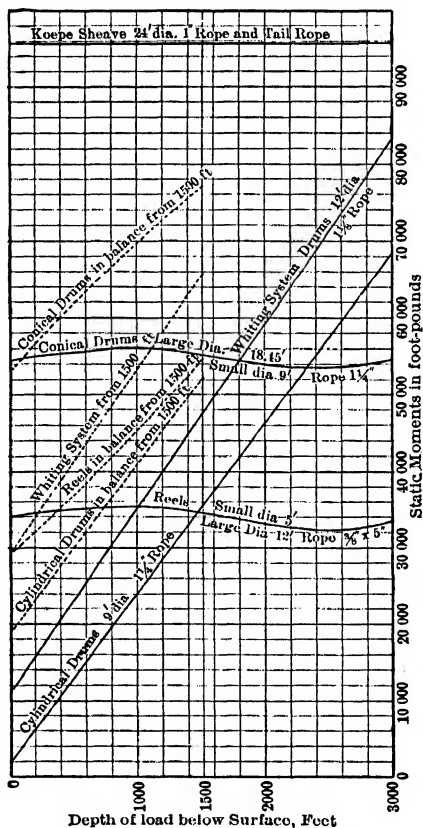 Koepe Sheave 24' dia. 1" Rope and Tail Rope
Conical Drums in balance from 1500 ft
Whiting System Drums 12' dia
1⅛" Rope
Conical Drums Large Dia. 18.45'
Small dia. 9' Rope 1¼"
Whiting System from 1500 ft
Reels in balance from 1500 ft
Cylindrical Drums in balance from 1500 ft
Reels Small dia 5'
Large Dia 12' Rope ⅜" x 5"
Cylindrical Drums 9' dia. 1¼" Rope
90 000
80 000
70 000
60 000
50 000
40 000
30 000
20 000
10 000
0
Static Moments in foot-pounds
0
1000
1500
2000
3000
Depth of load below Surface, Feet